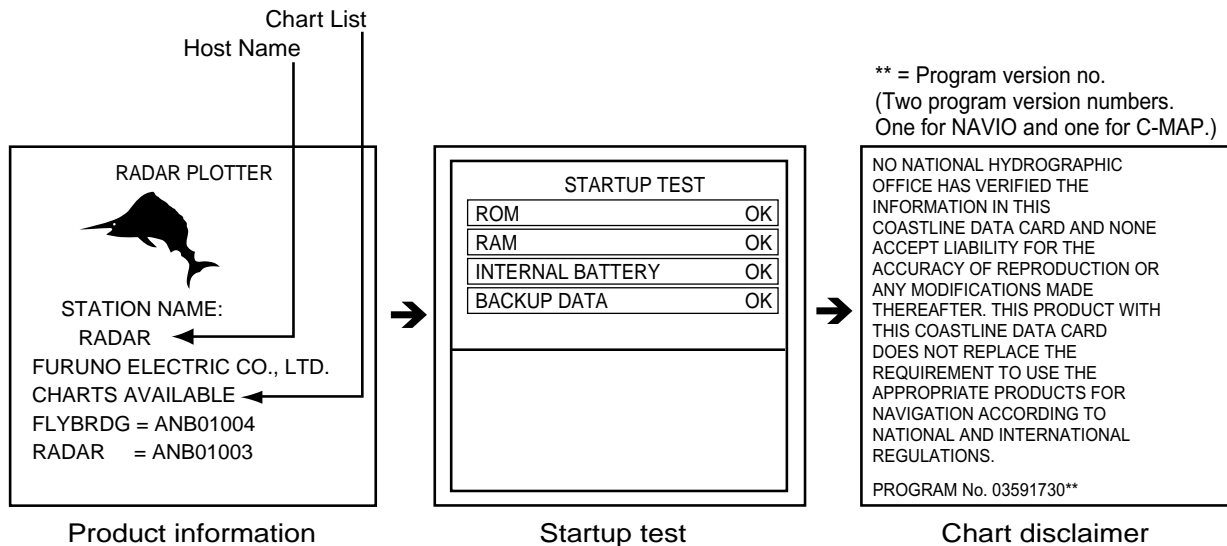 Chart List
Host Name
** = Program version no.
(Two program version numbers.
One for NAVIO and one for C-MAP.)
RADAR PLOTTER
STATION NAME:
RADAR
FURUNO ELECTRIC CO., LTD.
CHARTS AVAILABLE
FLYBRDG = ANB01004
RADAR = ANB01003
STARTUP TEST
ROM OK
RAM OK
INTERNAL BATTERY OK
BACKUP DATA OK
NO NATIONAL HYDROGRAPHIC
OFFICE HAS VERIFIED THE
INFORMATION IN THIS
COASTLINE DATA CARD AND NONE
ACCEPT LIABILITY FOR THE
ACCURACY OF REPRODUCTION OR
ANY MODIFICATIONS MADE
THEREAFTER. THIS PRODUCT WITH
THIS COASTLINE DATA CARD
DOES NOT REPLACE THE
REQUIREMENT TO USE THE
APPROPRIATE PRODUCTS FOR
NAVIGATION ACCORDING TO
NATIONAL AND INTERNATIONAL
REGULATIONS.
PROGRAM No. 03591730**
Product information
Startup test
Chart disclaimer